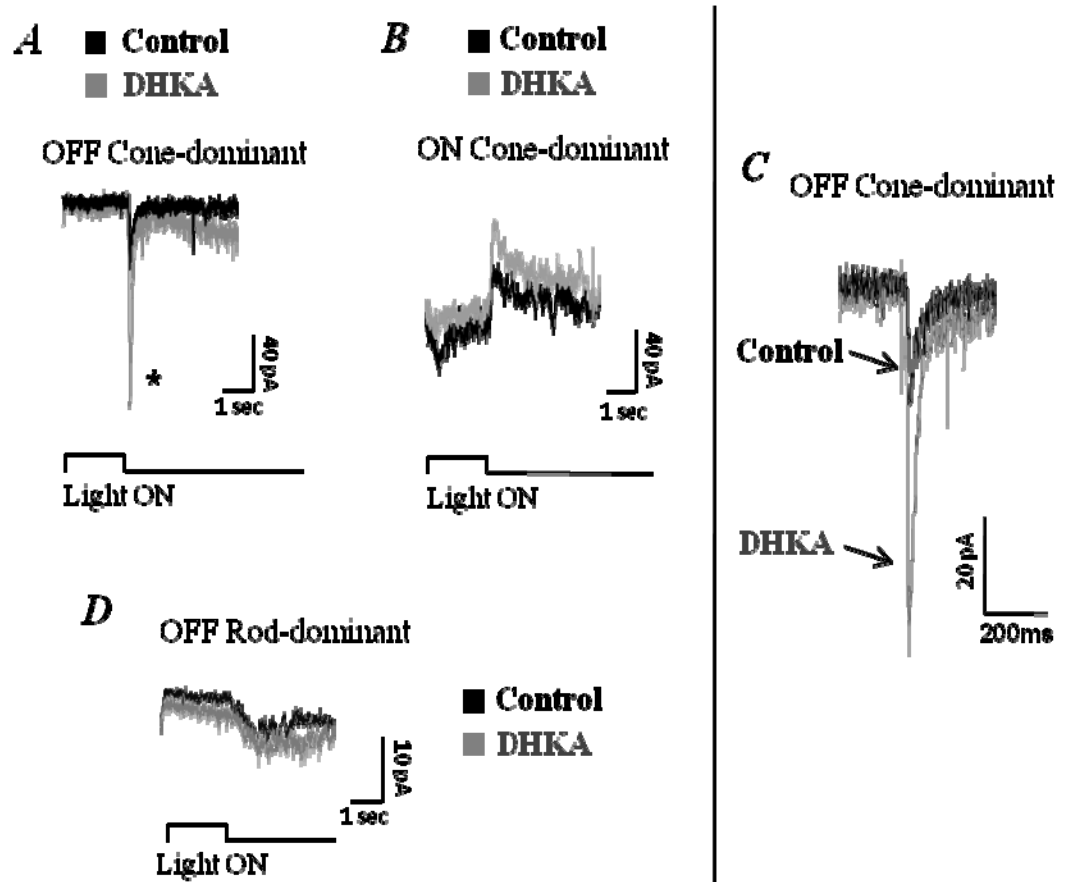 A
Control
DHKA
OFF Cone-dominant
*
40 pA
1 sec
Light ON
B
Control
DHKA
ON Cone-dominant
40 pA
1 sec
Light ON
C
OFF Cone-dominant
Control
DHKA
20 pA
200ms
D
OFF Rod-dominant
Control
DHKA
10 pA
1 sec
Light ON